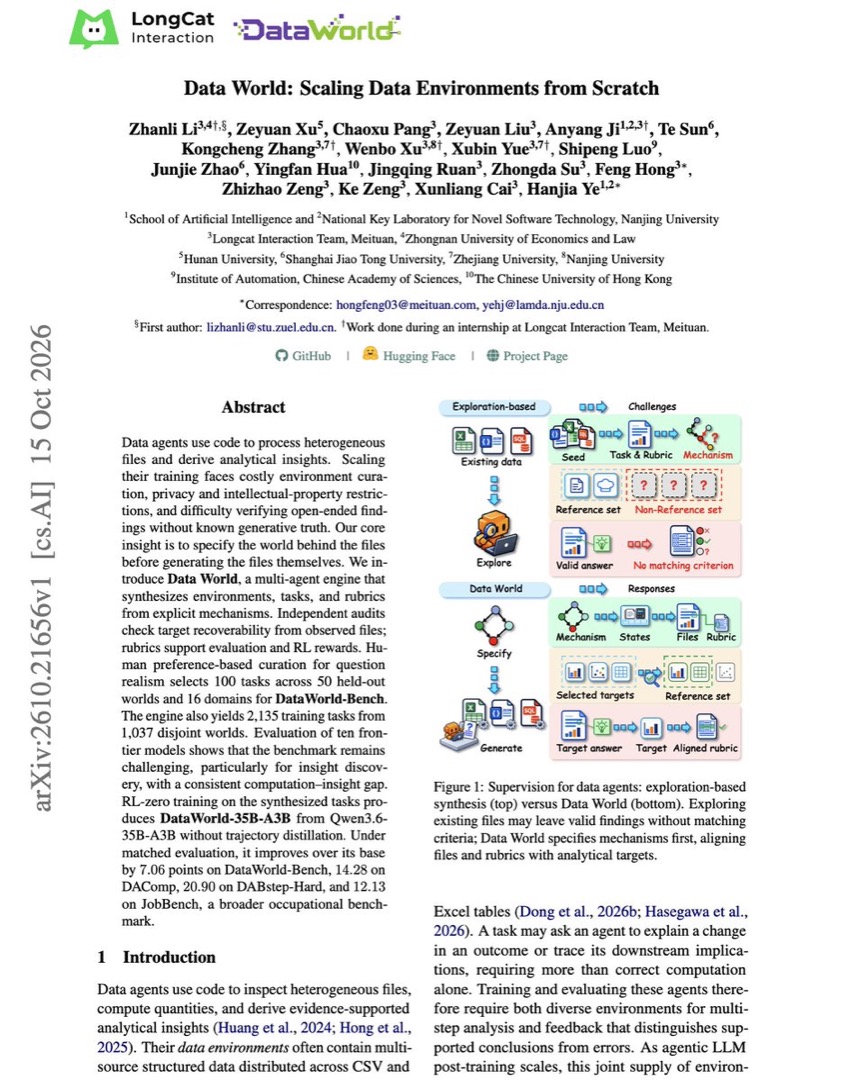 LongCat
Interaction
DataWorld
Data World: Scaling Data Environments from Scratch
Zhanli Li3,4†,§, Zeyuan Xu5, Chaoxu Pang3, Zeyuan Liu3, Anyang Ji1,2,3†, Te Sun6,
Kongcheng Zhang3,7†, Wenbo Xu3,8†, Xubin Yue3,7†, Shipeng Luo9,
Junjie Zhao6, Yingfan Hua10, Jingqing Ruan3, Zhongda Su3, Feng Hong3*,
Zhizhao Zeng3, Ke Zeng3, Xunliang Cai3, Hanjia Ye1,2*
1School of Artificial Intelligence and 2National Key Laboratory for Novel Software Technology, Nanjing University
3Longcat Interaction Team, Meituan, 4Zhongnan University of Economics and Law
5Hunan University, 6Shanghai Jiao Tong University, 7Zhejiang University, 8Nanjing University
9Institute of Automation, Chinese Academy of Sciences, 10The Chinese University of Hong Kong
*Correspondence: hongfeng03@meituan.com, yehj@lamda.nju.edu.cn
§First author: lizhanli@stu.zuel.edu.cn. †Work done during an internship at Longcat Interaction Team, Meituan.
GitHub | Hugging Face | Project Page
arXiv:2610.21656v1 [cs.AI] 15 Oct 2026
Abstract
Data agents use code to process heterogeneous
files and derive analytical insights. Scaling
their training faces costly environment cura-
tion, privacy and intellectual-property restric-
tions, and difficulty verifying open-ended find-
ings without known generative truth. Our core
insight is to specify the world behind the files
before generating the files themselves. We in-
troduce Data World, a multi-agent engine that
synthesizes environments, tasks, and rubrics
from explicit mechanisms. Independent audits
check target recoverability from observed files;
rubrics support evaluation and RL rewards. Hu-
man preference-based curation for question
realism selects 100 tasks across 50 held-out
worlds and 16 domains for DataWorld-Bench.
The engine also yields 2,135 training tasks from
1,037 disjoint worlds. Evaluation of ten fron-
tier models shows that the benchmark remains
challenging, particularly for insight discov-
ery, with a consistent computation–insight gap.
RL-zero training on the synthesized tasks pro-
duces DataWorld-35B-A3B from Qwen3.6-
35B-A3B without trajectory distillation. Under
matched evaluation, it improves over its base
by 7.06 points on DataWorld-Bench, 14.28 on
DAComp, 20.90 on DABstep-Hard, and 12.13
on JobBench, a broader occupational bench-
mark.
1 Introduction
Data agents use code to inspect heterogeneous files,
compute quantities, and derive evidence-supported
analytical insights (Huang et al., 2024; Hong et al.,
2025). Their data environments often contain multi-
source structured data distributed across CSV and
Exploration-based
Challenges
Existing data
Seed
Task & Rubric
Mechanism
Reference set
Non-Reference set
Explore
Valid answer
No matching criterion
Data World
Responses
Specify
Mechanism
States
Files
Rubric
Selected targets
Reference set
Generate
Target answer
Target
Aligned rubric
Figure 1: Supervision for data agents: exploration-based
synthesis (top) versus Data World (bottom). Exploring
existing files may leave valid findings without matching
criteria; Data World specifies mechanisms first, aligning
files and rubrics with analytical targets.
Excel tables (Dong et al., 2026b; Hasegawa et al.,
2026). A task may ask an agent to explain a change
in an outcome or trace its downstream implica-
tions, requiring more than correct computation
alone. Training and evaluating these agents there-
fore require both diverse environments for multi-
step analysis and feedback that distinguishes sup-
ported conclusions from errors. As agentic LLM
post-training scales, this joint supply of environ-